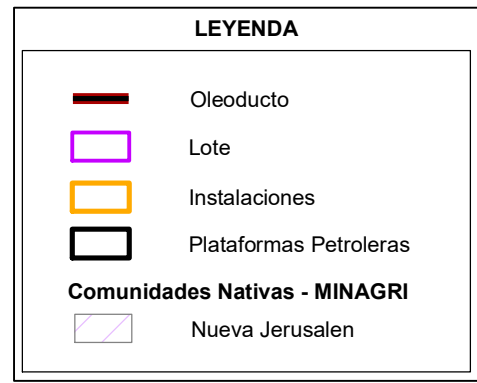 LEYENDA
Oleoducto
Lote
Instalaciones
Plataformas Petroleras
Comunidades Nativas - MINAGRI
Nueva Jerusalen